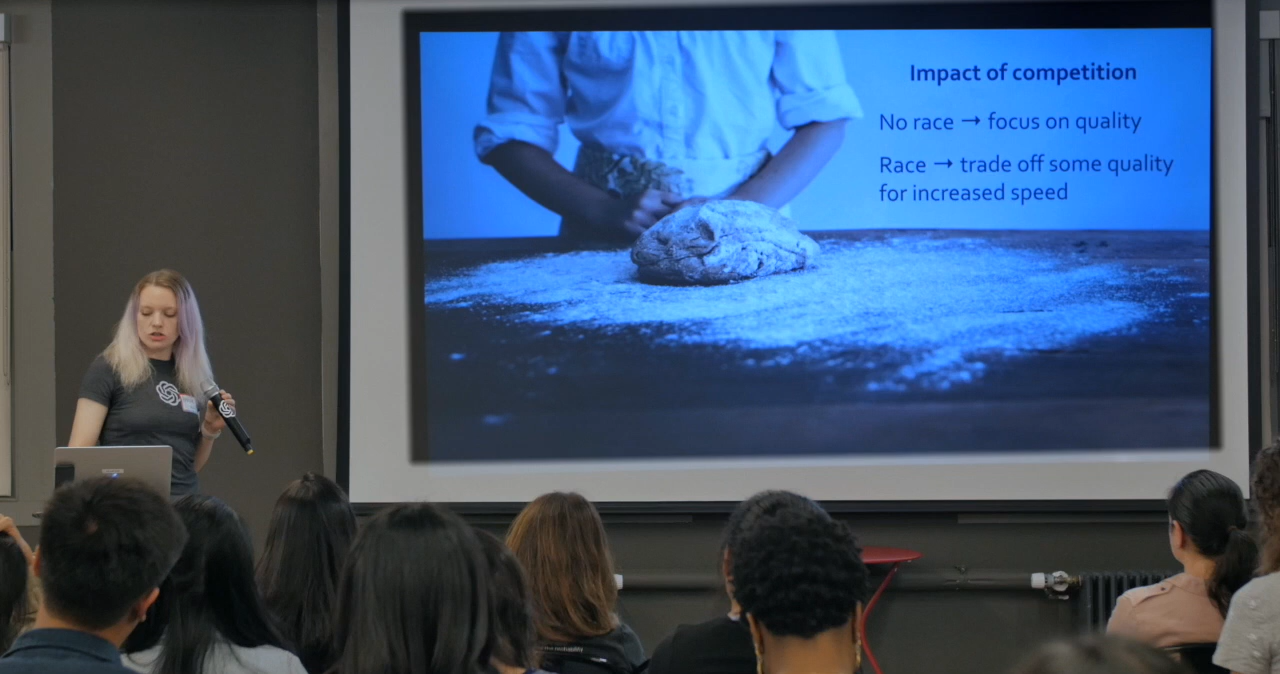 Impact of competition
No race → focus on quality
Race → trade off some quality
for increased speed